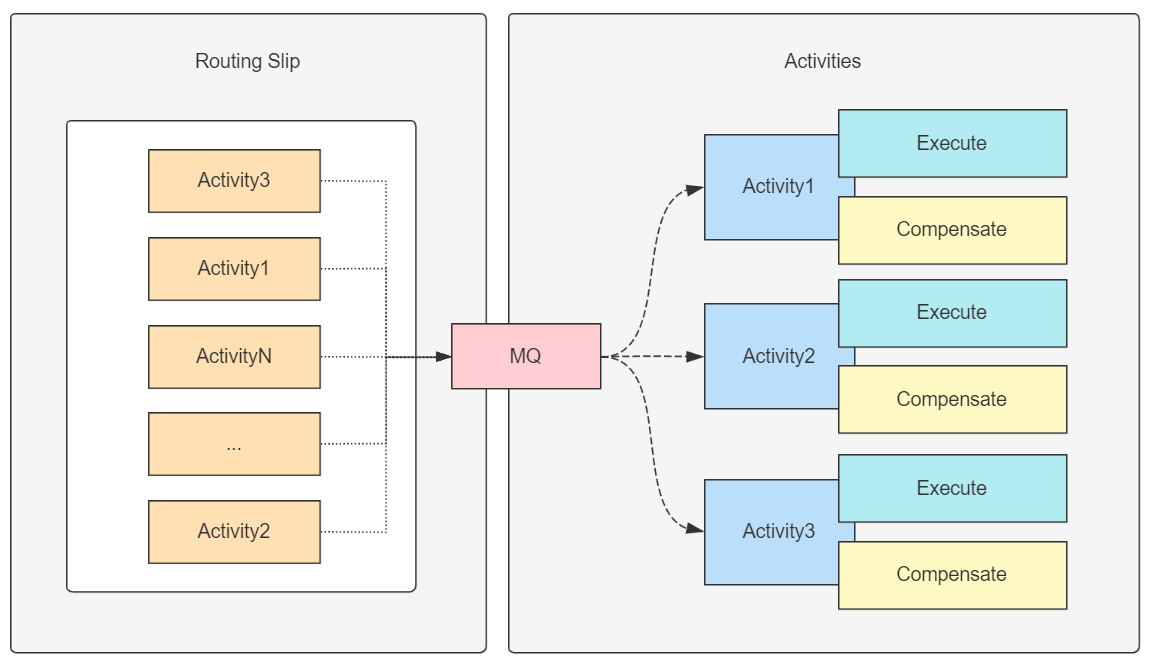 Routing Slip
Activity3
Activity1
ActivityN
...
Activity2
MQ
Activities
Activity1
Execute
Compensate
Activity2
Execute
Compensate
Activity3
Execute
Compensate